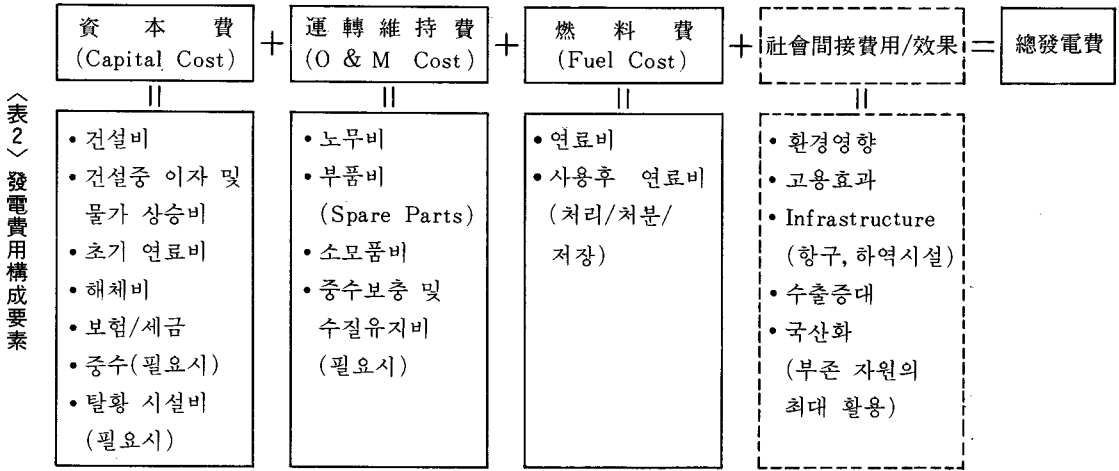 〈表2〉發電費用構成要素
資本費 + 運轉維持費 + 燃料費 + 社會間接費用/效果 = 總發電費
(Capital Cost) (O & M Cost) (Fuel Cost)
• 건설비
• 건설중 이자 및
물가 상승비
• 초기 연료비
• 해체비
• 보험/세금
• 중수(필요시)
• 탈황 시설비
(필요시)
• 노무비
• 부품비
(Spare Parts)
• 소모품비
• 중수보충 및
수질유지비
(필요시)
• 연료비
• 사용후 연료비
(처리/처분/
저장)
• 환경영향
• 고용효과
• Infrastructure
(항구, 하역시설)
• 수출증대
• 국산화
(부존 자원의
최대 활용)